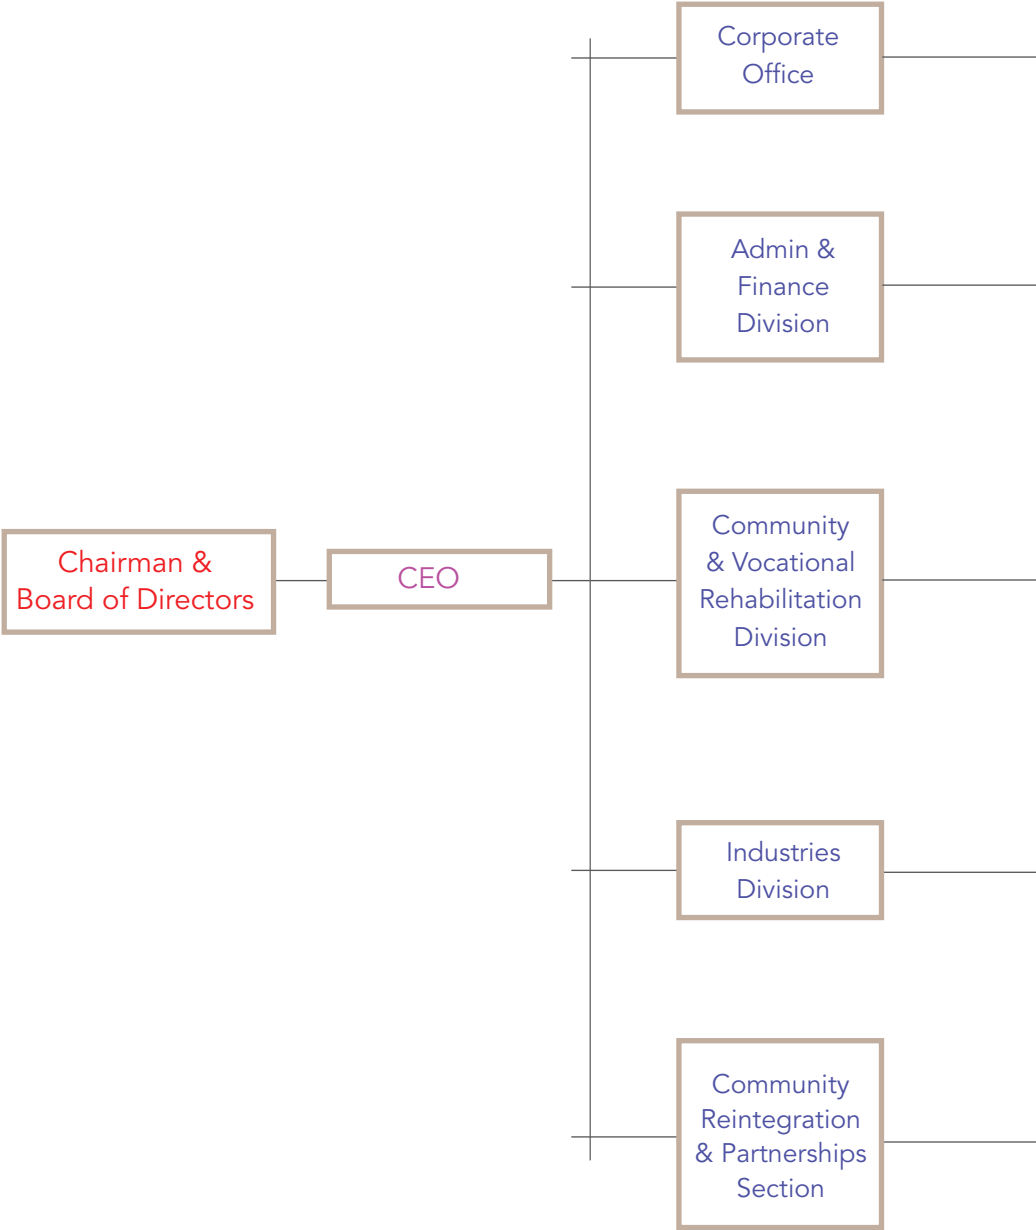 Chairman &
Board of Directors
CEO
Corporate
Office
Admin &
Finance
Division
Community
& Vocational
Rehabilitation
Division
Industries
Division
Community
Reintegration
& Partnerships
Section